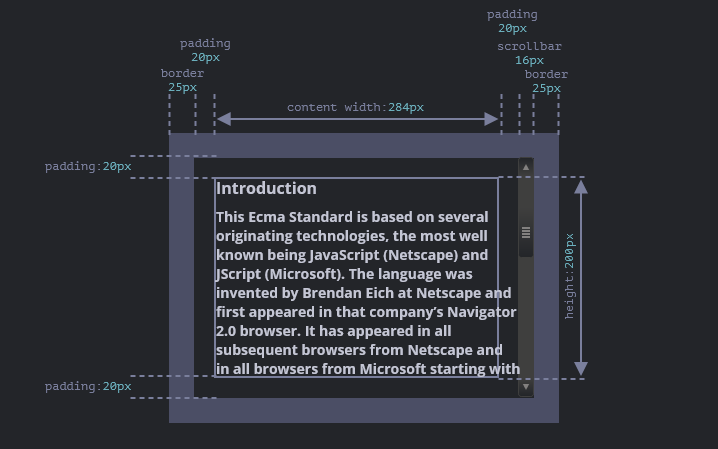 padding
20px
padding
20px
scrollbar
16px
border
25px
border
25px
content width:284px
padding:20px
Introduction
This Ecma Standard is based on several
originating technologies, the most well
known being JavaScript (Netscape) and
JScript (Microsoft). The language was
invented by Brendan Eich at Netscape and
first appeared in that company’s Navigator
2.0 browser. It has appeared in all
subsequent browsers from Netscape and
in all browsers from Microsoft starting with
height:200px
padding:20px